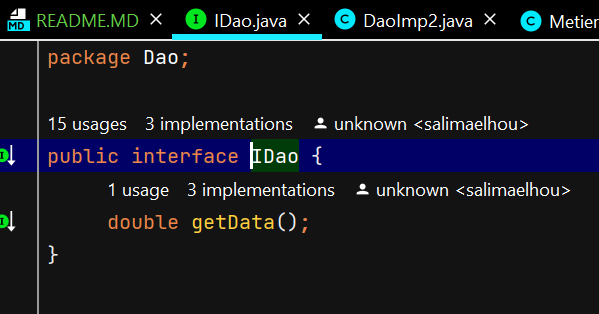 MD README.MD × I IDao.java × C DaoImp2.java × C Metier
package Dao;
15 usages 3 implementations unknown <salimaelhou>
public interface IDao {
1 usage 3 implementations unknown <salimaelhou>
double getData();
}